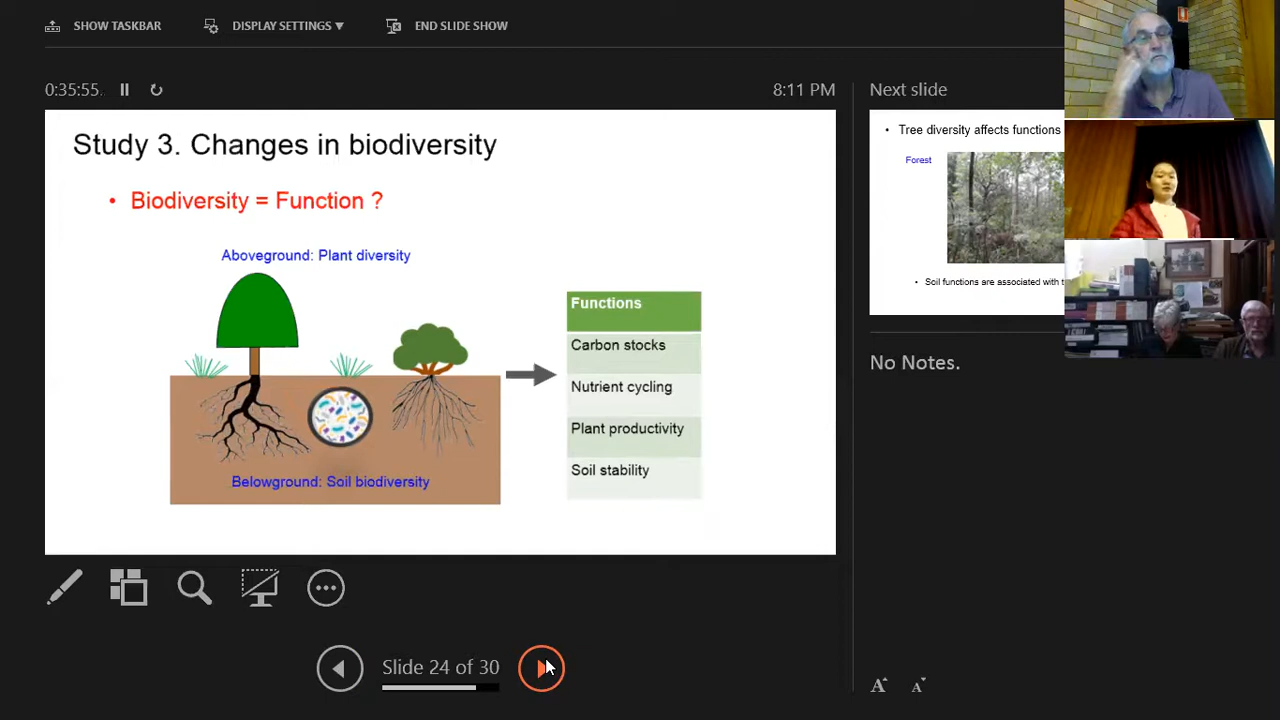 SHOW TASKBAR
DISPLAY SETTINGS ▼
END SLIDE SHOW
0:35:55
8:11 PM
Study 3. Changes in biodiversity
• Biodiversity = Function ?
Aboveground: Plant diversity
Belowground: Soil biodiversity
Functions
Carbon stocks
Nutrient cycling
Plant productivity
Soil stability
Next slide
• Tree diversity affects functions
Forest
• Soil functions are associated with
No Notes.
Slide 24 of 30
A
A